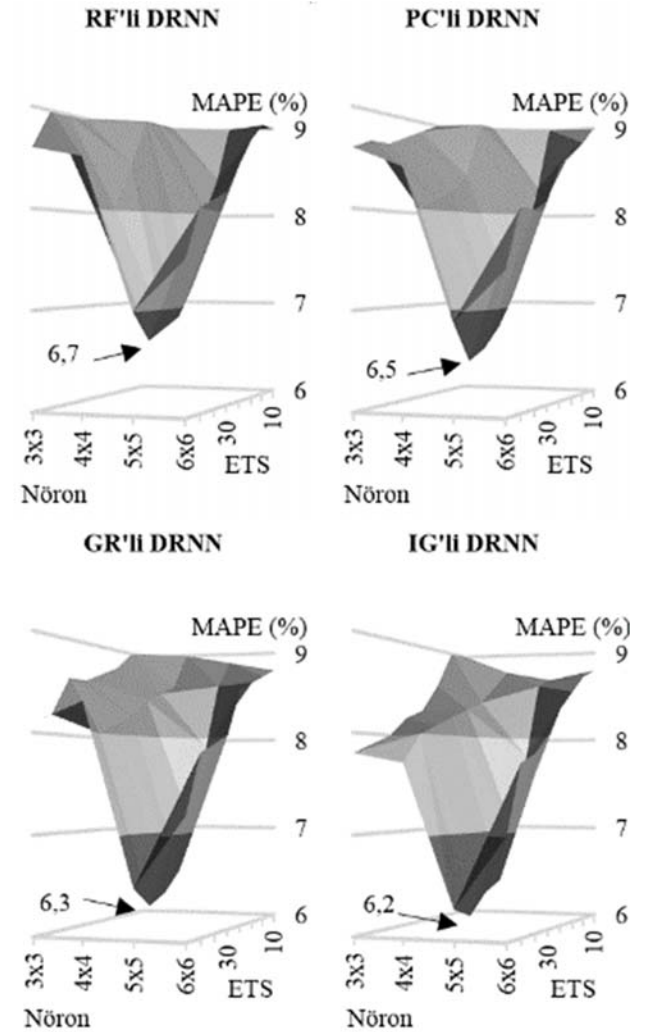 RF'li DRNN
MAPE (%)
9
8
7
6
6,7
3x3
4x4
5x5
6x6
30
10
ETS
Nöron
PC'li DRNN
MAPE (%)
9
8
7
6
6,5
3x3
4x4
5x5
6x6
30
10
ETS
Nöron
GR'li DRNN
MAPE (%)
9
8
7
6
6,3
3x3
4x4
5x5
6x6
30
10
ETS
Nöron
IG'li DRNN
MAPE (%)
9
8
7
6
6,2
3x3
4x4
5x5
6x6
30
10
ETS
Nöron